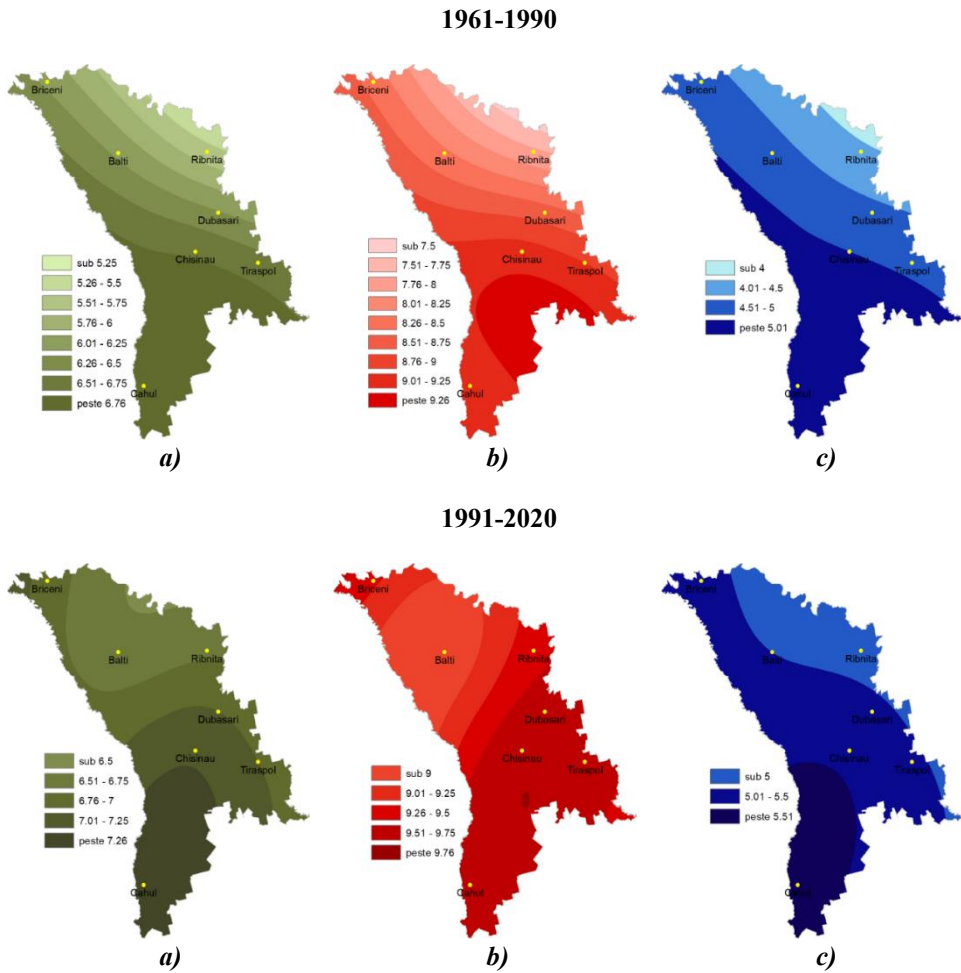 1961-1990
Briceni
Balti
Ribnita
Dubasari
Chisinau
Tiraspol
Cahul
sub 5.25
5.26 - 5.5
5.51 - 5.75
5.76 - 6
6.01 - 6.25
6.26 - 6.5
6.51 - 6.75
peste 6.76
a)
Briceni
Balti
Ribnita
Dubasari
Chisinau
Tiraspol
Cahul
sub 7.5
7.51 - 7.75
7.76 - 8
8.01 - 8.25
8.26 - 8.5
8.51 - 8.75
8.76 - 9
9.01 - 9.25
peste 9.26
b)
Briceni
Balti
Ribnita
Dubasari
Chisinau
Tiraspol
Cahul
sub 4
4.01 - 4.5
4.51 - 5
peste 5.01
c)
1991-2020
Briceni
Balti
Ribnita
Dubasari
Chisinau
Tiraspol
Cahul
sub 6.5
6.51 - 6.75
6.76 - 7
7.01 - 7.25
peste 7.26
a)
Briceni
Balti
Ribnita
Dubasari
Chisinau
Tiraspol
Cahul
sub 9
9.01 - 9.25
9.26 - 9.5
9.51 - 9.75
peste 9.76
b)
Briceni
Balti
Ribnita
Dubasari
Chisinau
Tiraspol
Cahul
sub 5
5.01 - 5.5
peste 5.51
c)